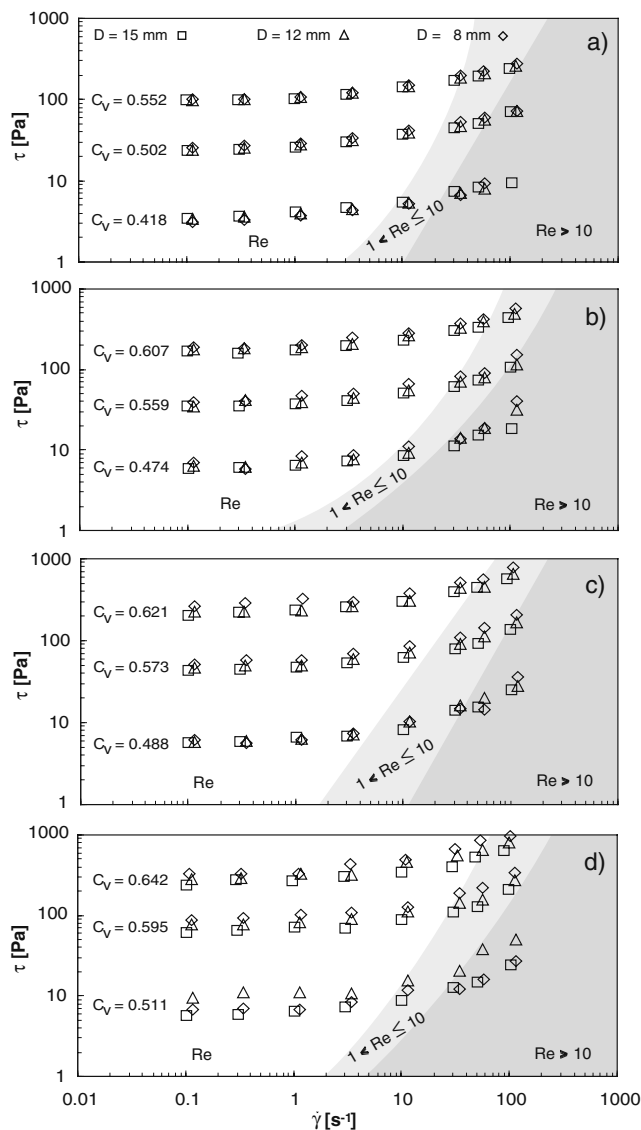 1000
D = 15 mm □ D = 12 mm △ D = 8 mm ◇
a)
C_V = 0.552
100
τ [Pa]
C_V = 0.502
10
C_V = 0.418
Re
1 < Re ≤ 10
Re > 10
1
1000
b)
C_V = 0.607
100
τ [Pa]
C_V = 0.559
10
C_V = 0.474
Re
1 < Re ≤ 10
Re > 10
1
1000
c)
C_V = 0.621
100
τ [Pa]
C_V = 0.573
10
C_V = 0.488
Re
1 < Re ≤ 10
Re > 10
1
1000
d)
C_V = 0.642
100
τ [Pa]
C_V = 0.595
10
C_V = 0.511
Re
1 < Re ≤ 10
Re > 10
1
0.01 0.1 1 10 100 1000
γ̇ [s⁻¹]